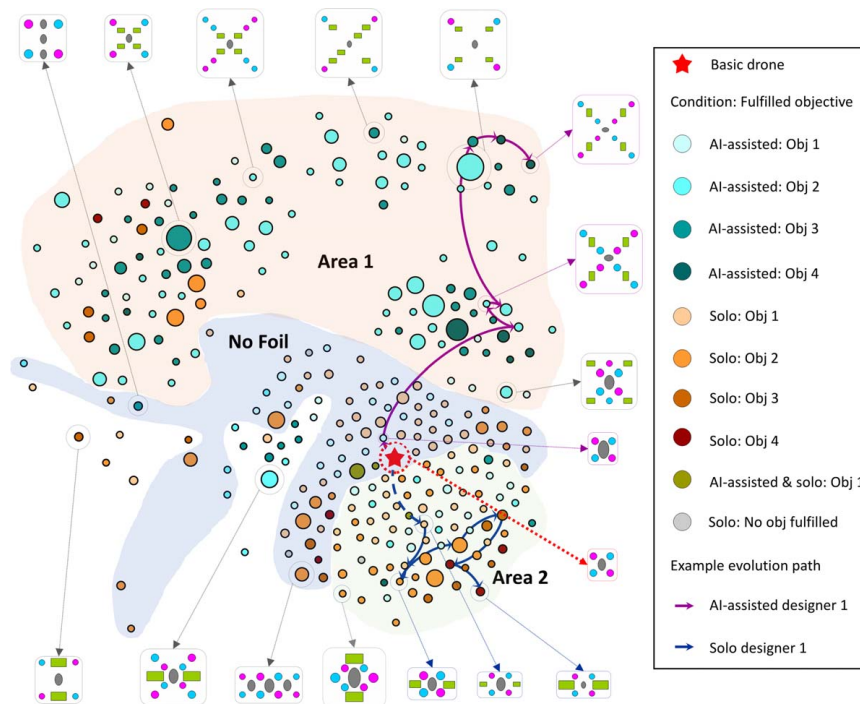 Area 1
No Foil
Area 2
Basic drone
Condition: Fulfilled objective
AI-assisted: Obj 1
AI-assisted: Obj 2
AI-assisted: Obj 3
AI-assisted: Obj 4
Solo: Obj 1
Solo: Obj 2
Solo: Obj 3
Solo: Obj 4
AI-assisted & solo: Obj 1
Solo: No obj fulfilled
Example evolution path
AI-assisted designer 1
Solo designer 1